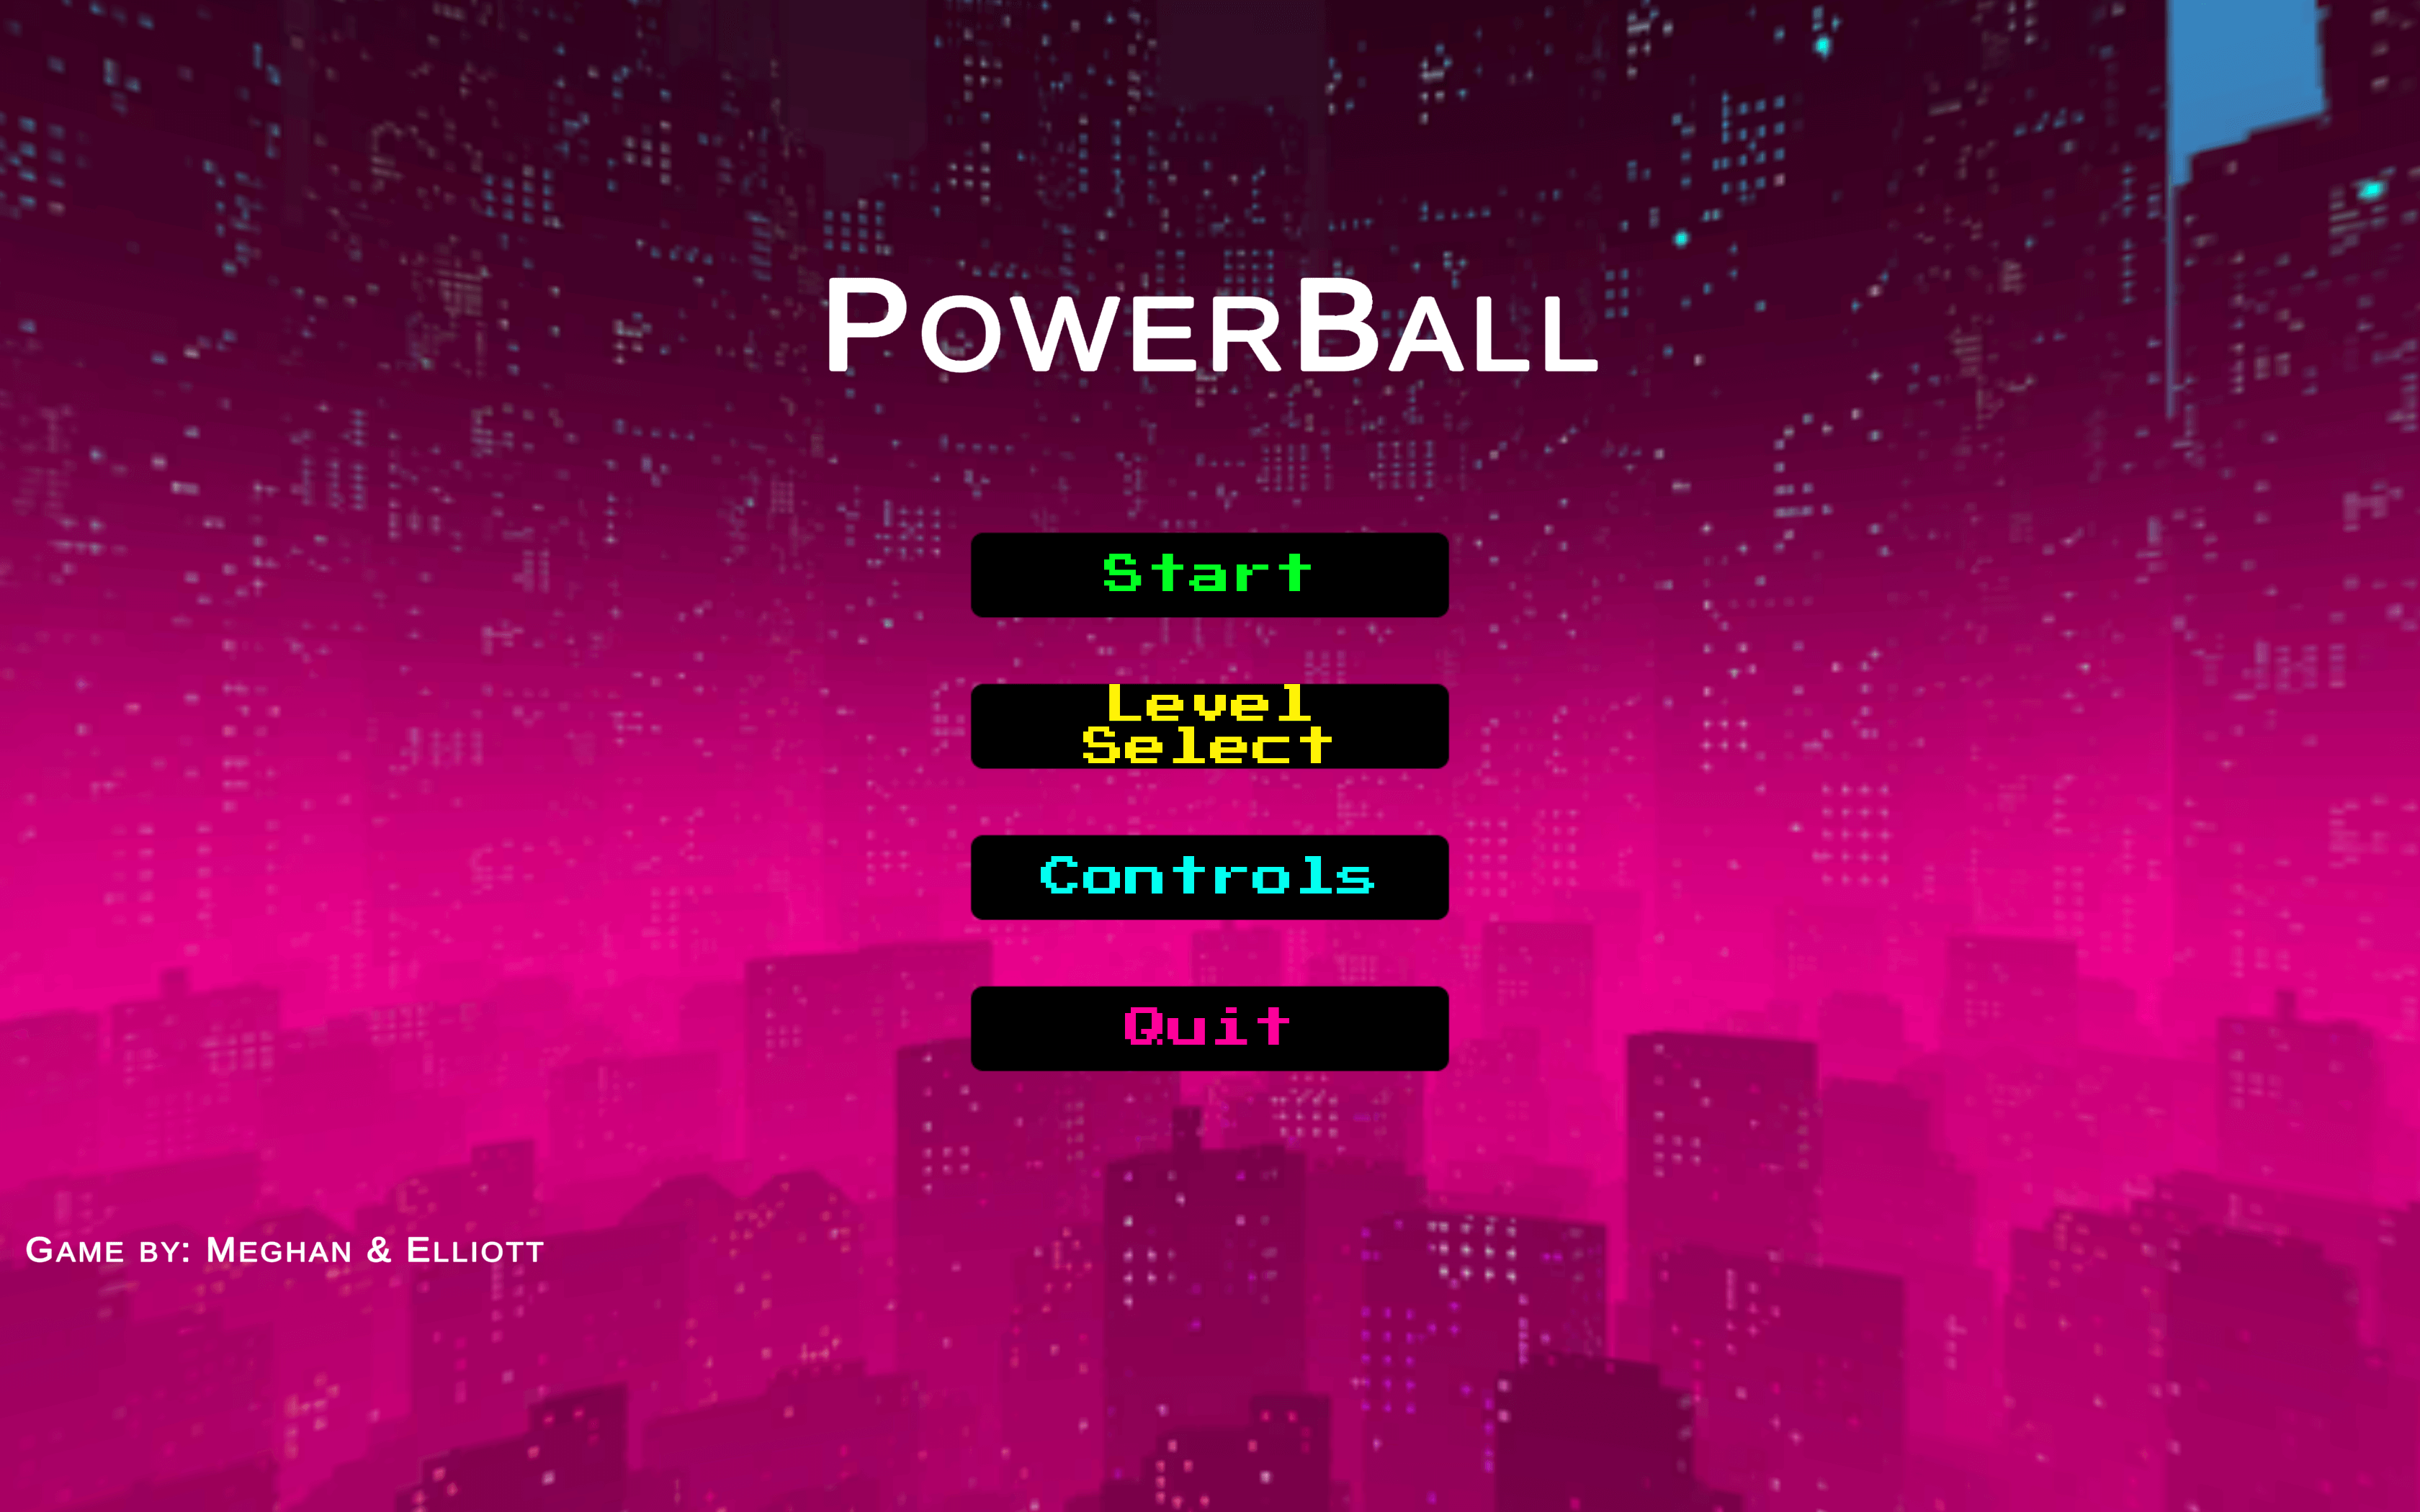 PowerBall
Start
Level
Select
Controls
Quit
Game by: Meghan & Elliott